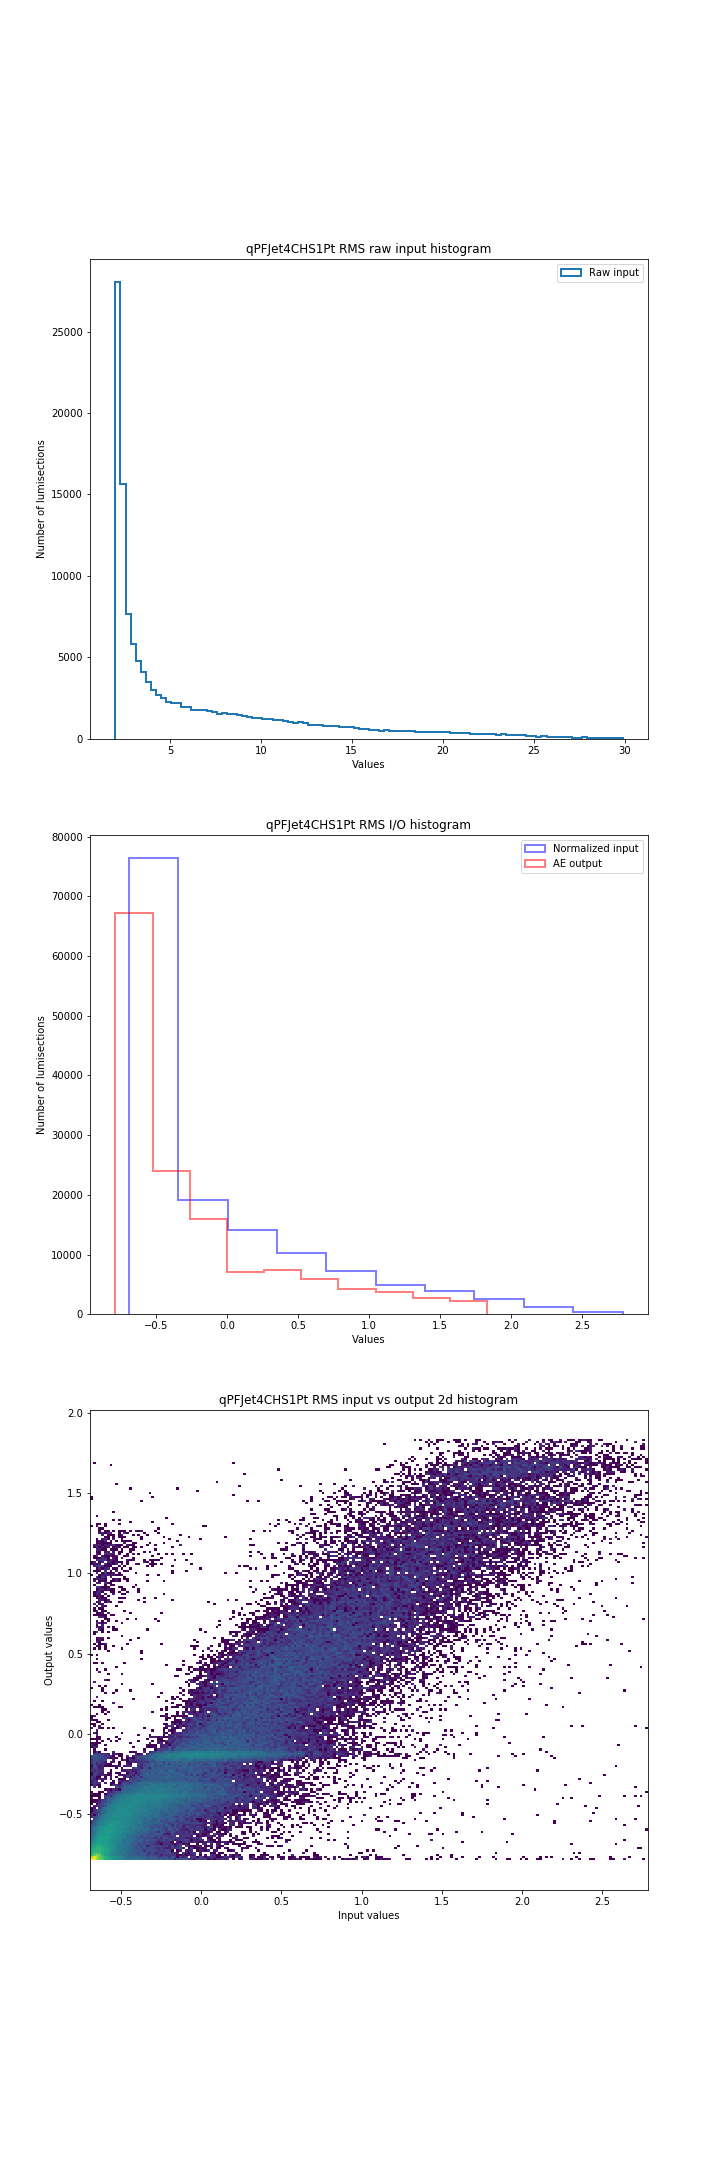 qPFJet4CHS1Pt RMS raw input histogram
Raw input
25000
20000
15000
10000
5000
0
Number of lumisections
5 10 15 20 25 30
Values
qPFJet4CHS1Pt RMS I/O histogram
Normalized input
AE output
80000
70000
60000
50000
40000
30000
20000
10000
0
Number of lumisections
−0.5 0.0 0.5 1.0 1.5 2.0 2.5
Values
qPFJet4CHS1Pt RMS input vs output 2d histogram
2.0
1.5
1.0
0.5
0.0
−0.5
Output values
−0.5 0.0 0.5 1.0 1.5 2.0 2.5
Input values